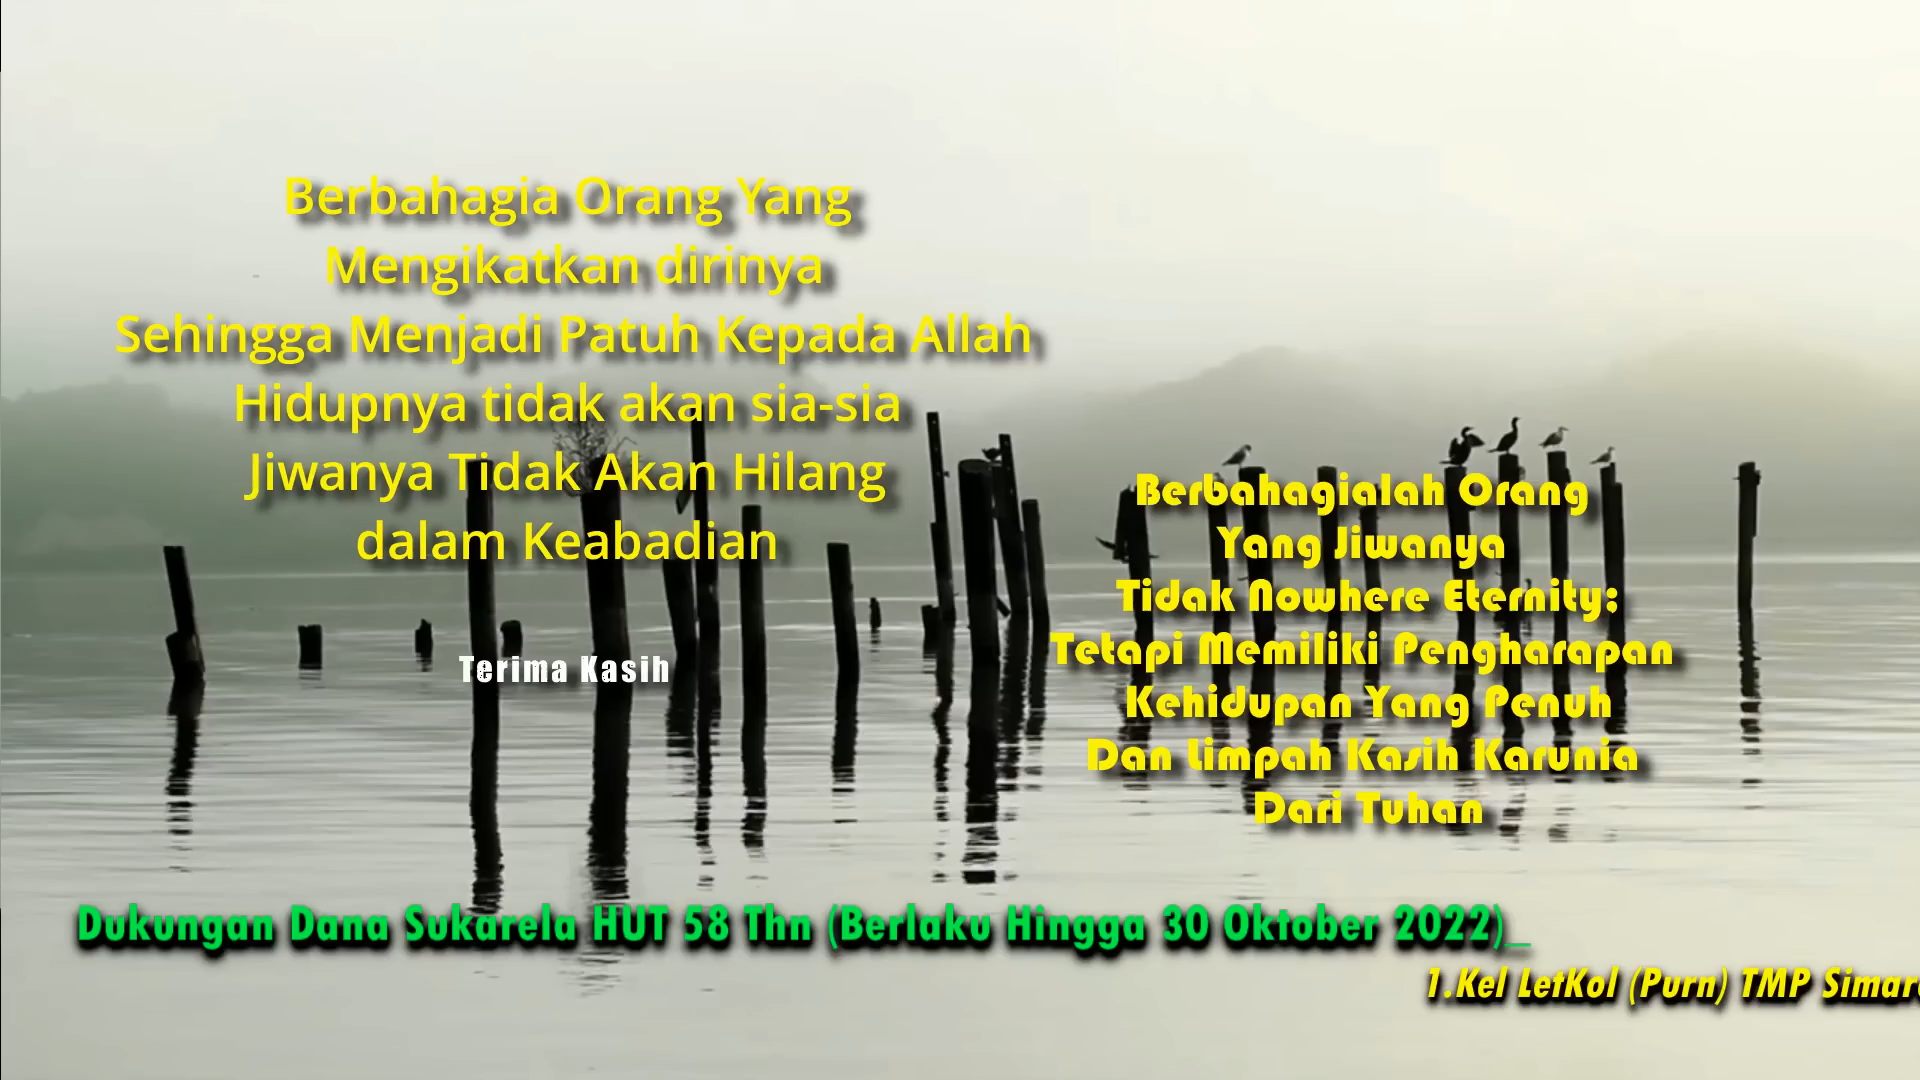 Berbahagia Orang Yang
Mengikatkan dirinya
Sehingga Menjadi Patuh Kepada Allah
Hidupnya tidak akan sia-sia
Jiwanya Tidak Akan Hilang
dalam Keabadian
Terima Kasih
Berbahagialah Orang
Yang Jiwanya
Tidak Nowhere Eternity;
Tetapi Memiliki Pengharapan
Kehidupan Yang Penuh
Dan Limpah Kasih Karunia
Dari Tuhan
Dukungan Dana Sukarela HUT 58 Thn (Berlaku Hingga 30 Oktober 2022)_
1.Kel LetKol (Purn) TMP